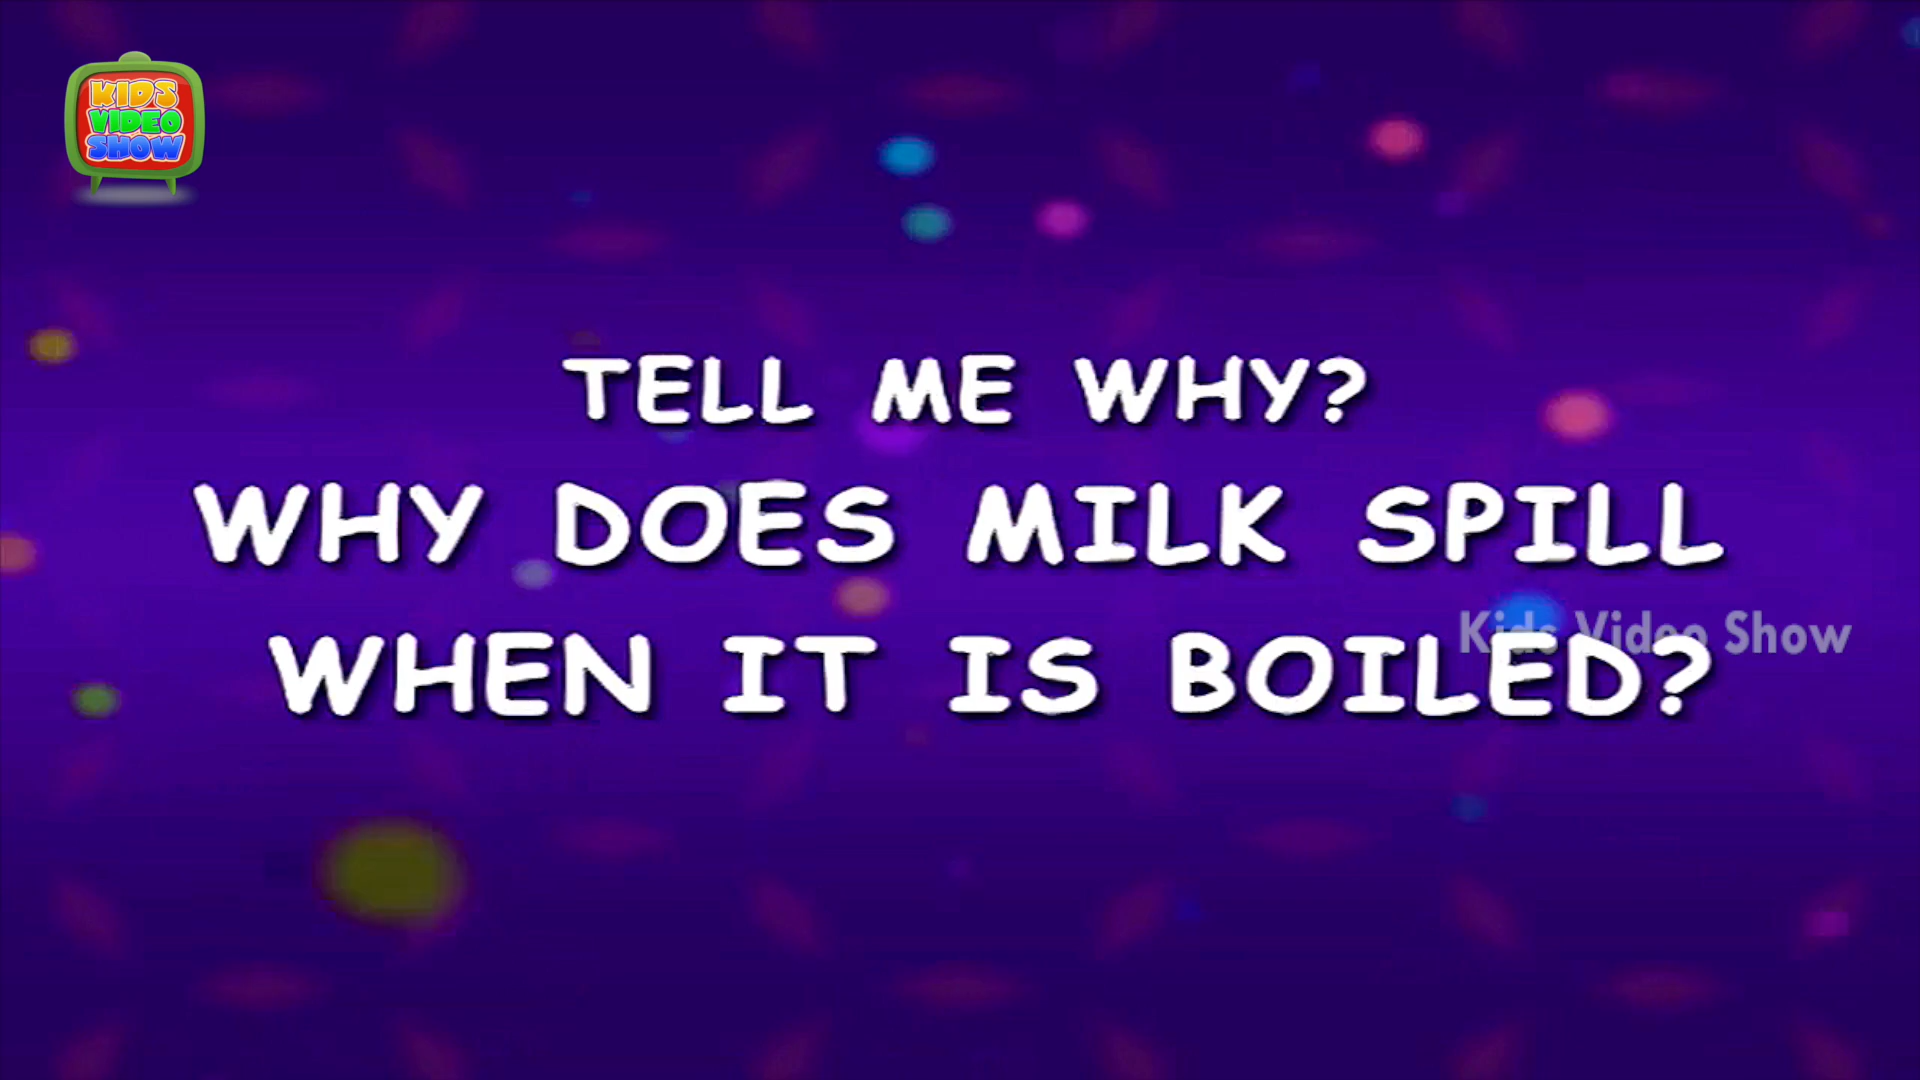 KIDS
VIDEO
SHOW
TELL ME WHY?
WHY DOES MILK SPILL
Kids Video Show
WHEN IT IS BOILED?